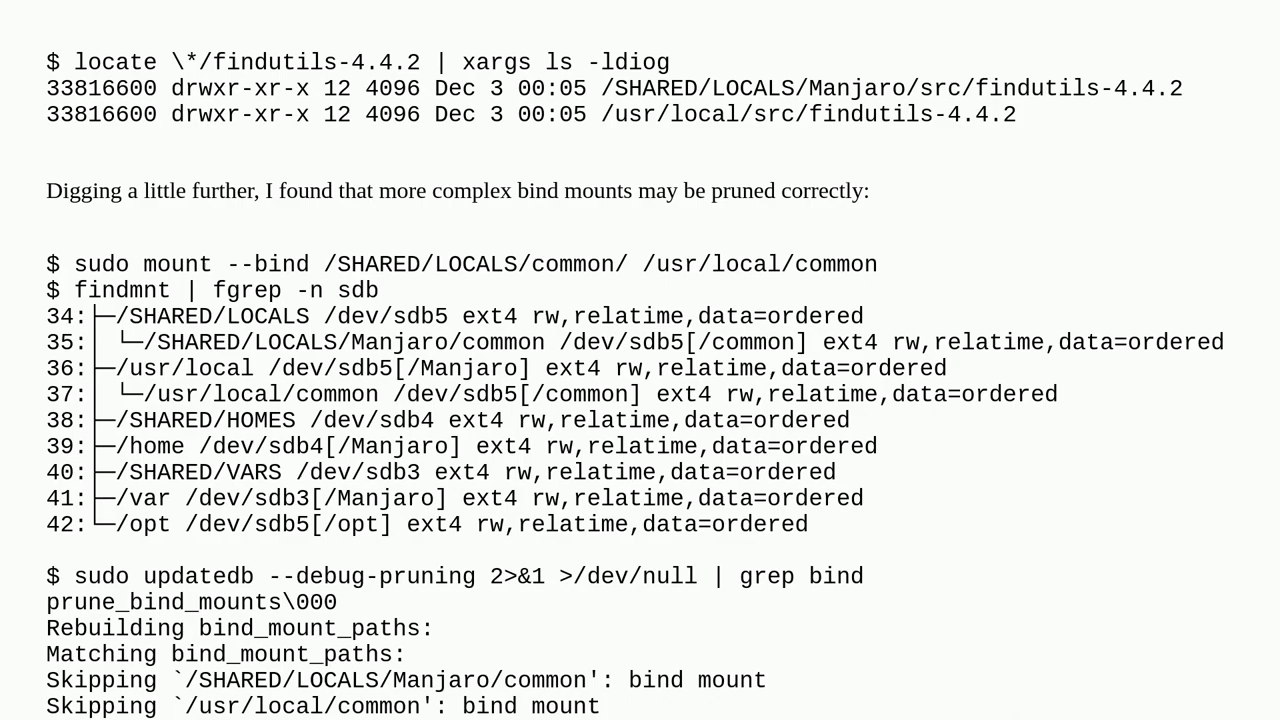 $ locate \*/findutils-4.4.2 | xargs ls -ldiog
33816600 drwxr-xr-x 12 4096 Dec 3 00:05 /SHARED/LOCALS/Manjaro/src/findutils-4.4.2
33816600 drwxr-xr-x 12 4096 Dec 3 00:05 /usr/local/src/findutils-4.4.2
Digging a little further, I found that more complex bind mounts may be pruned correctly:
$ sudo mount --bind /SHARED/LOCALS/common/ /usr/local/common
$ findmnt | fgrep -n sdb
34:├─/SHARED/LOCALS /dev/sdb5 ext4 rw,relatime,data=ordered
35:│ └─/SHARED/LOCALS/Manjaro/common /dev/sdb5[/common] ext4 rw,relatime,data=ordered
36:├─/usr/local /dev/sdb5[/Manjaro] ext4 rw,relatime,data=ordered
37:│ └─/usr/local/common /dev/sdb5[/common] ext4 rw,relatime,data=ordered
38:├─/SHARED/HOMES /dev/sdb4 ext4 rw,relatime,data=ordered
39:├─/home /dev/sdb4[/Manjaro] ext4 rw,relatime,data=ordered
40:├─/SHARED/VARS /dev/sdb3 ext4 rw,relatime,data=ordered
41:├─/var /dev/sdb3[/Manjaro] ext4 rw,relatime,data=ordered
42:└─/opt /dev/sdb5[/opt] ext4 rw,relatime,data=ordered
$ sudo updatedb --debug-pruning 2>&1 >/dev/null | grep bind
prune_bind_mounts\000
Rebuilding bind_mount_paths:
Matching bind_mount_paths:
Skipping `/SHARED/LOCALS/Manjaro/common': bind mount
Skipping `/usr/local/common': bind mount